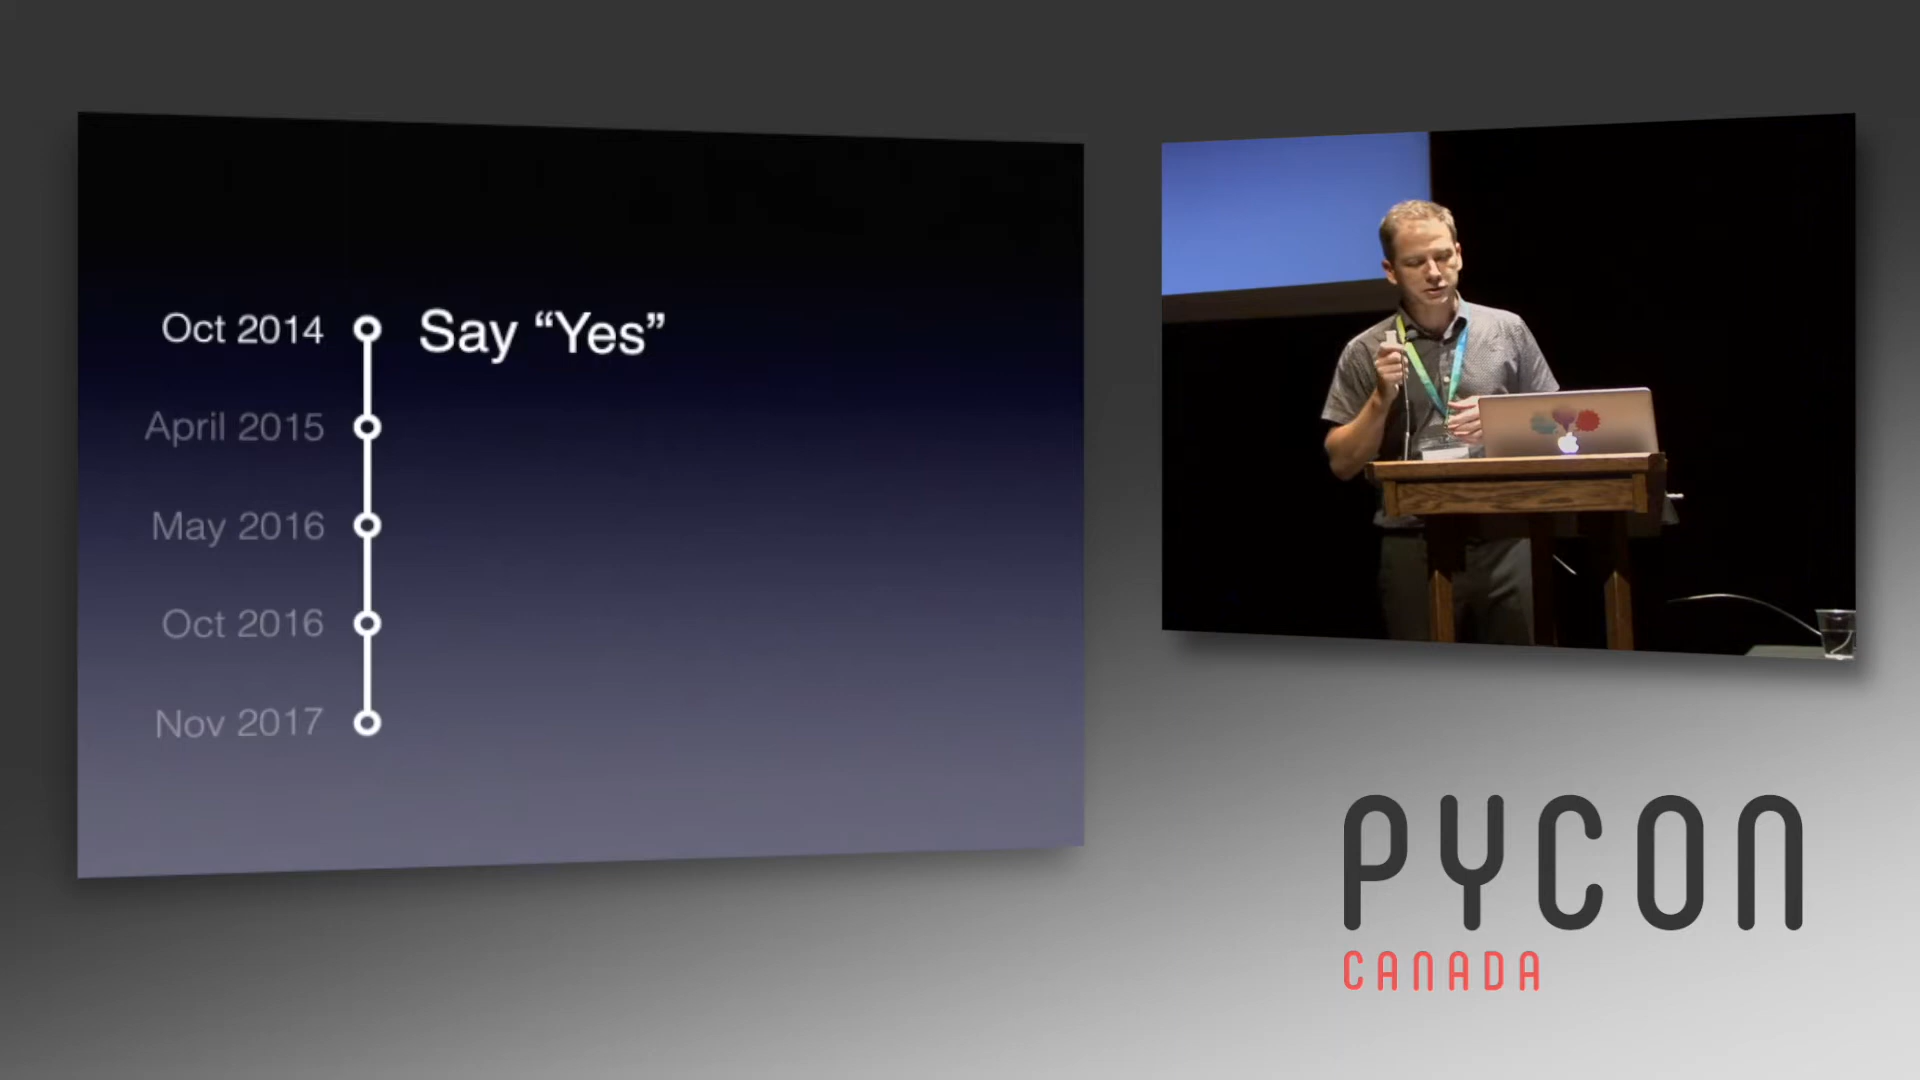 Oct 2014 Say “Yes”
April 2015
May 2016
Oct 2016
Nov 2017
PYCON
CANADA